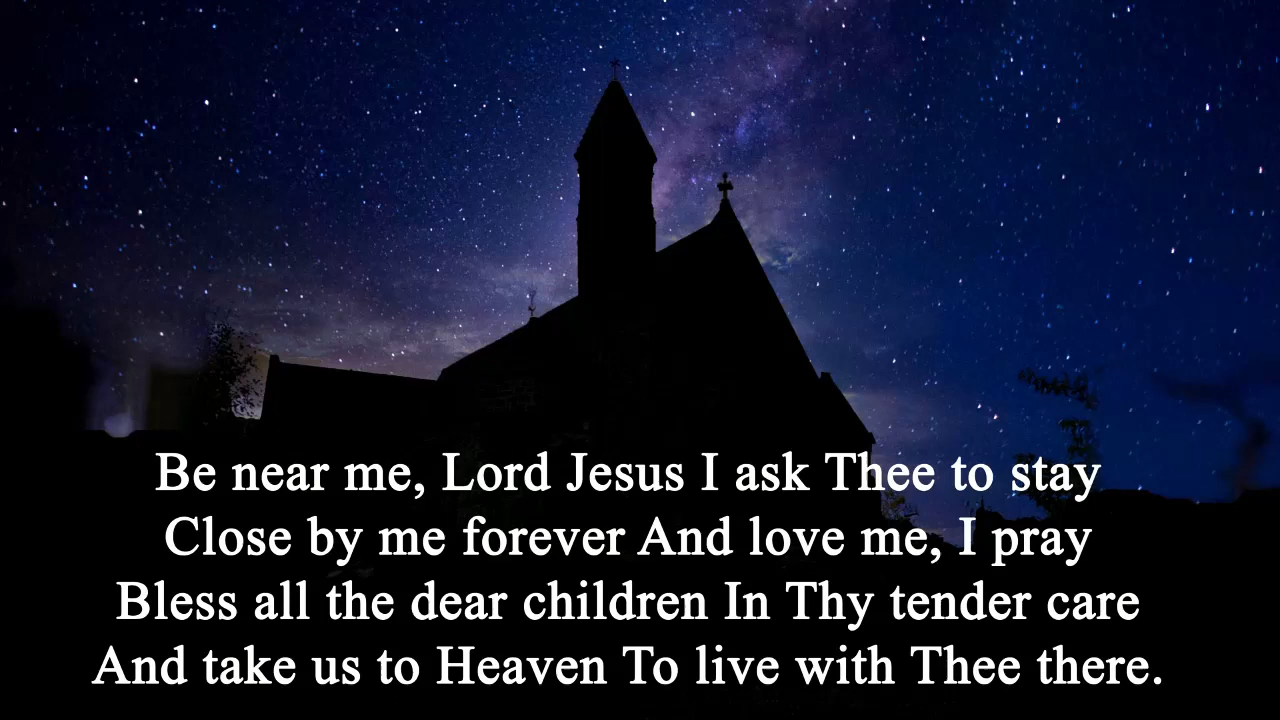 Be near me, Lord Jesus I ask Thee to stay
Close by me forever And love me, I pray
Bless all the dear children In Thy tender care
And take us to Heaven To live with Thee there.